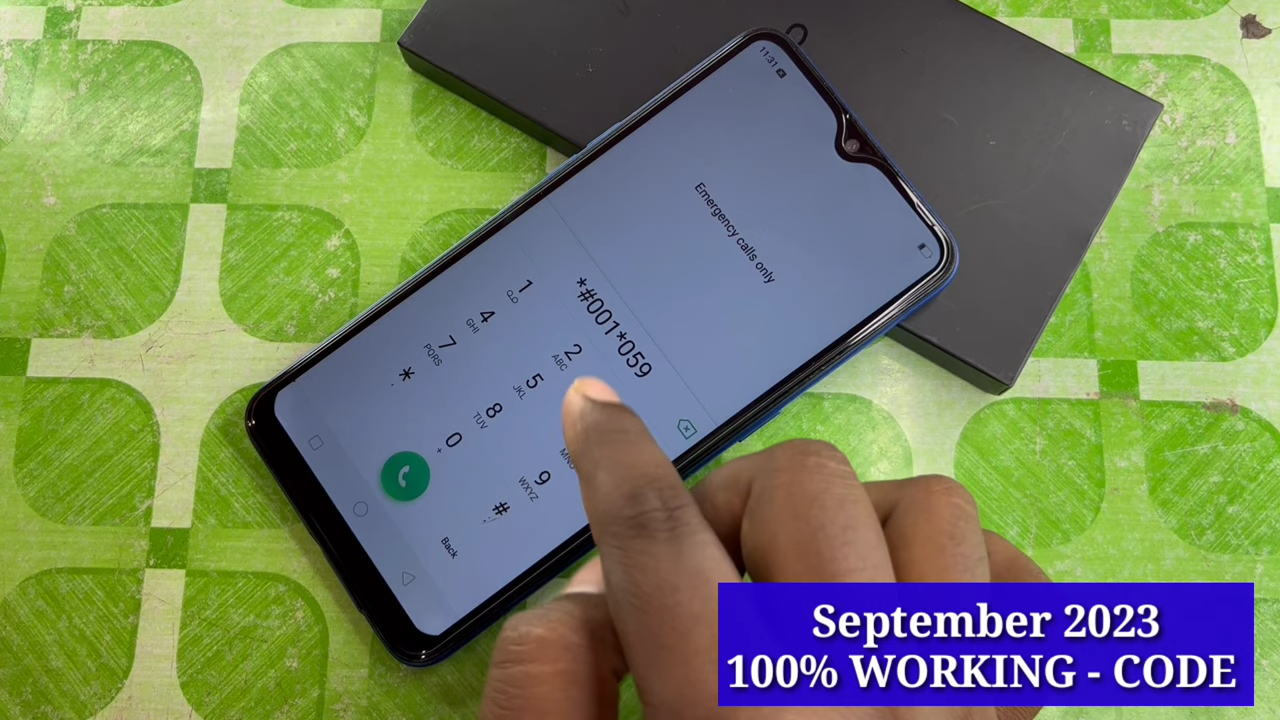 11:31
Emergency calls only
*#001*059
1
2 ABC
4 GHI
5 JKL
MNO
7 PQRS
8 TUV
9 WXYZ
*
0 +
#
Back
September 2023
100% WORKING - CODE